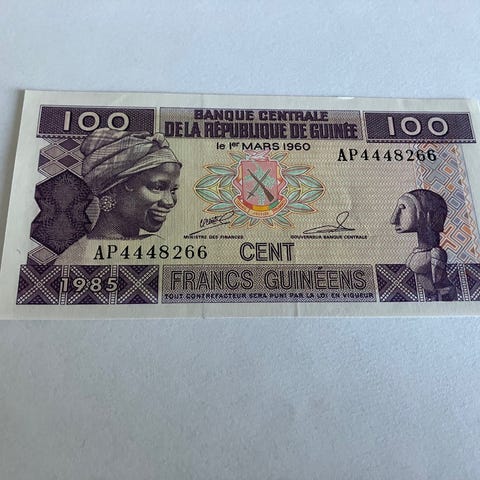 100
BANQUE CENTRALE
DE LA RÉPUBLIQUE DE GUINÉE
100
le 1er MARS 1960
AP4448266
MINISTRE DES FINANCES
GOUVERNEUR BANQUE CENTRALE
AP4448266
CENT
1985
FRANCS GUINÉENS
TOUT CONTREFACTEUR SERA PUNI PAR LA LOI EN VIGUEUR